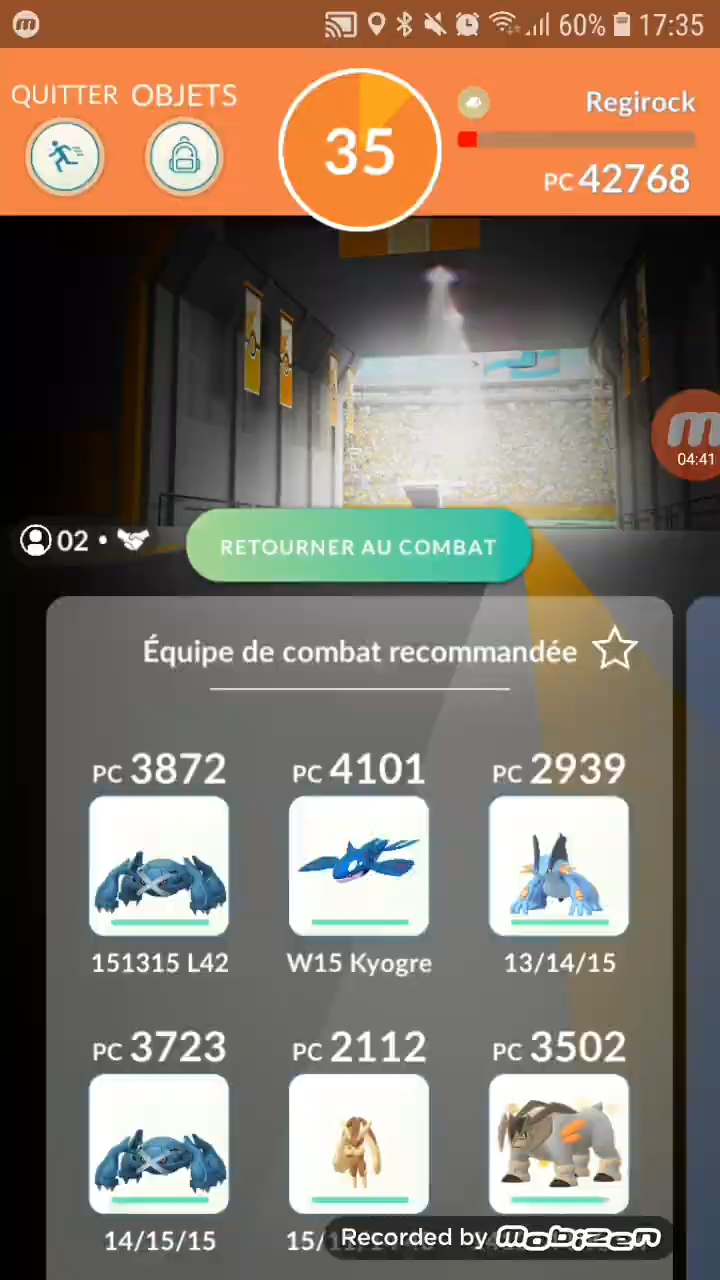 60% 17:35
QUITTER OBJETS
35
Regirock
PC 42768
04:41
02 •
RETOURNER AU COMBAT
Équipe de combat recommandée
PC 3872 PC 4101 PC 2939
151315 L42 W15 Kyogre 13/14/15
PC 3723 PC 2112 PC 3502
14/15/15
Recorded by Mobizen